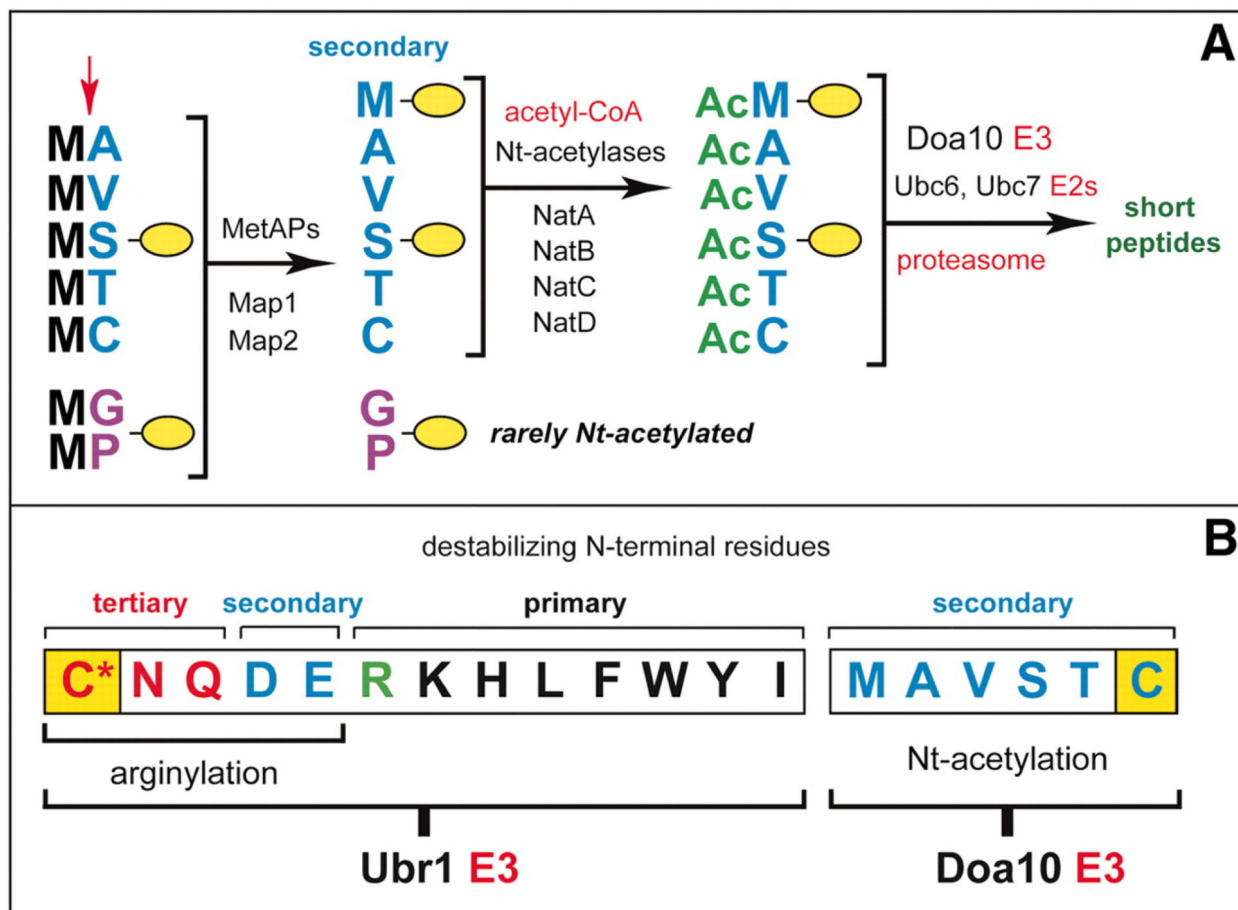 A
secondary
MA
MV
MS
MT
MC
MG
MP
MetAPs
Map1
Map2
M
A
V
S
T
C
G
P
rarely Nt-acetylated
acetyl-CoA
Nt-acetylases
NatA
NatB
NatC
NatD
AcM
AcA
AcV
AcS
AcT
AcC
Doa10 E3
Ubc6, Ubc7 E2s
proteasome
short
peptides
B
destabilizing N-terminal residues
tertiary secondary primary secondary
C* N Q D E R K H L F W Y I M A V S T C
arginylation Nt-acetylation
Ubr1 E3 Doa10 E3